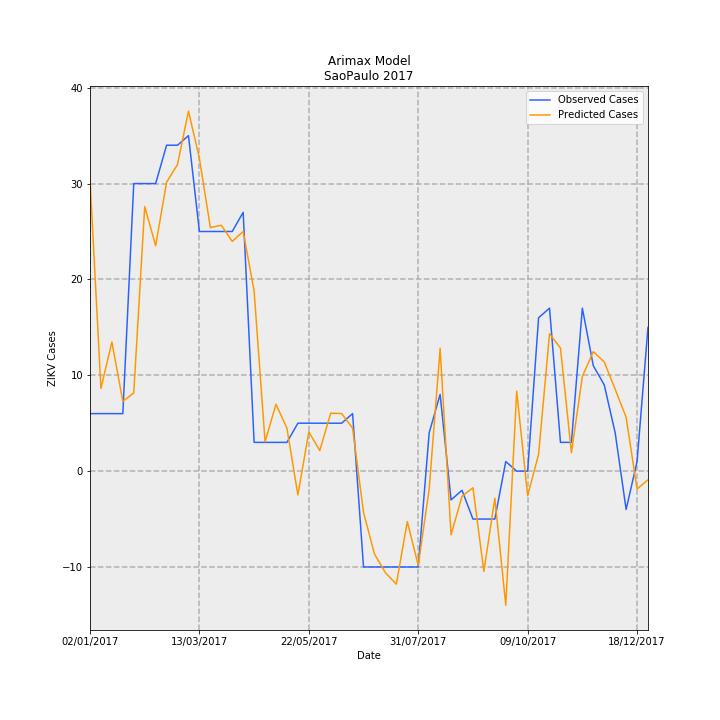 Arimax Model
SaoPaulo 2017
Observed Cases
Predicted Cases
ZIKV Cases
40
30
20
10
0
−10
02/01/2017 13/03/2017 22/05/2017 31/07/2017 09/10/2017 18/12/2017
Date